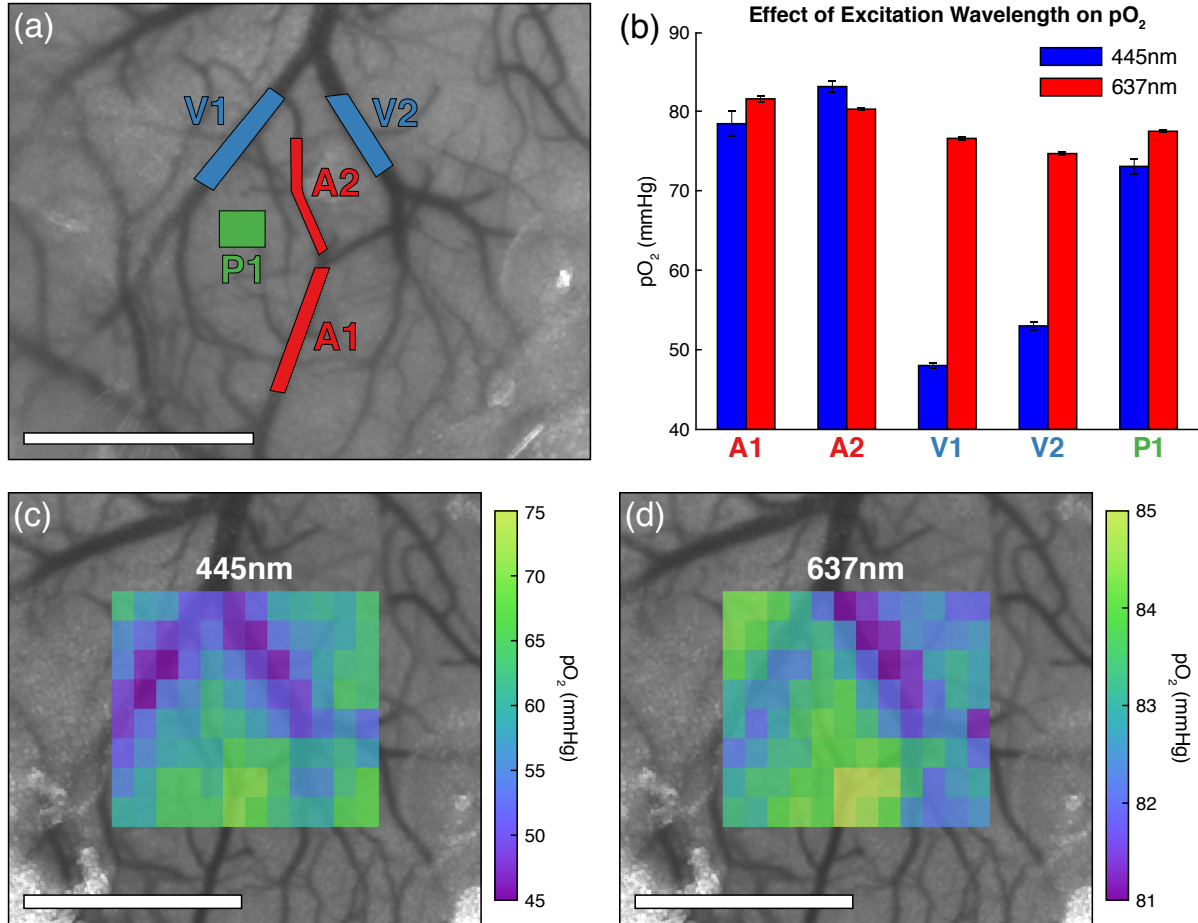 (a)
V1
V2
A2
P1
A1
(b)
Effect of Excitation Wavelength on pO₂
445nm
637nm
pO₂ (mmHg)
90
80
70
60
50
40
A1
A2
V1
V2
P1
(c)
445nm
75
70
65
60
55
50
45
pO₂ (mmHg)
(d)
637nm
85
84
83
82
81
pO₂ (mmHg)